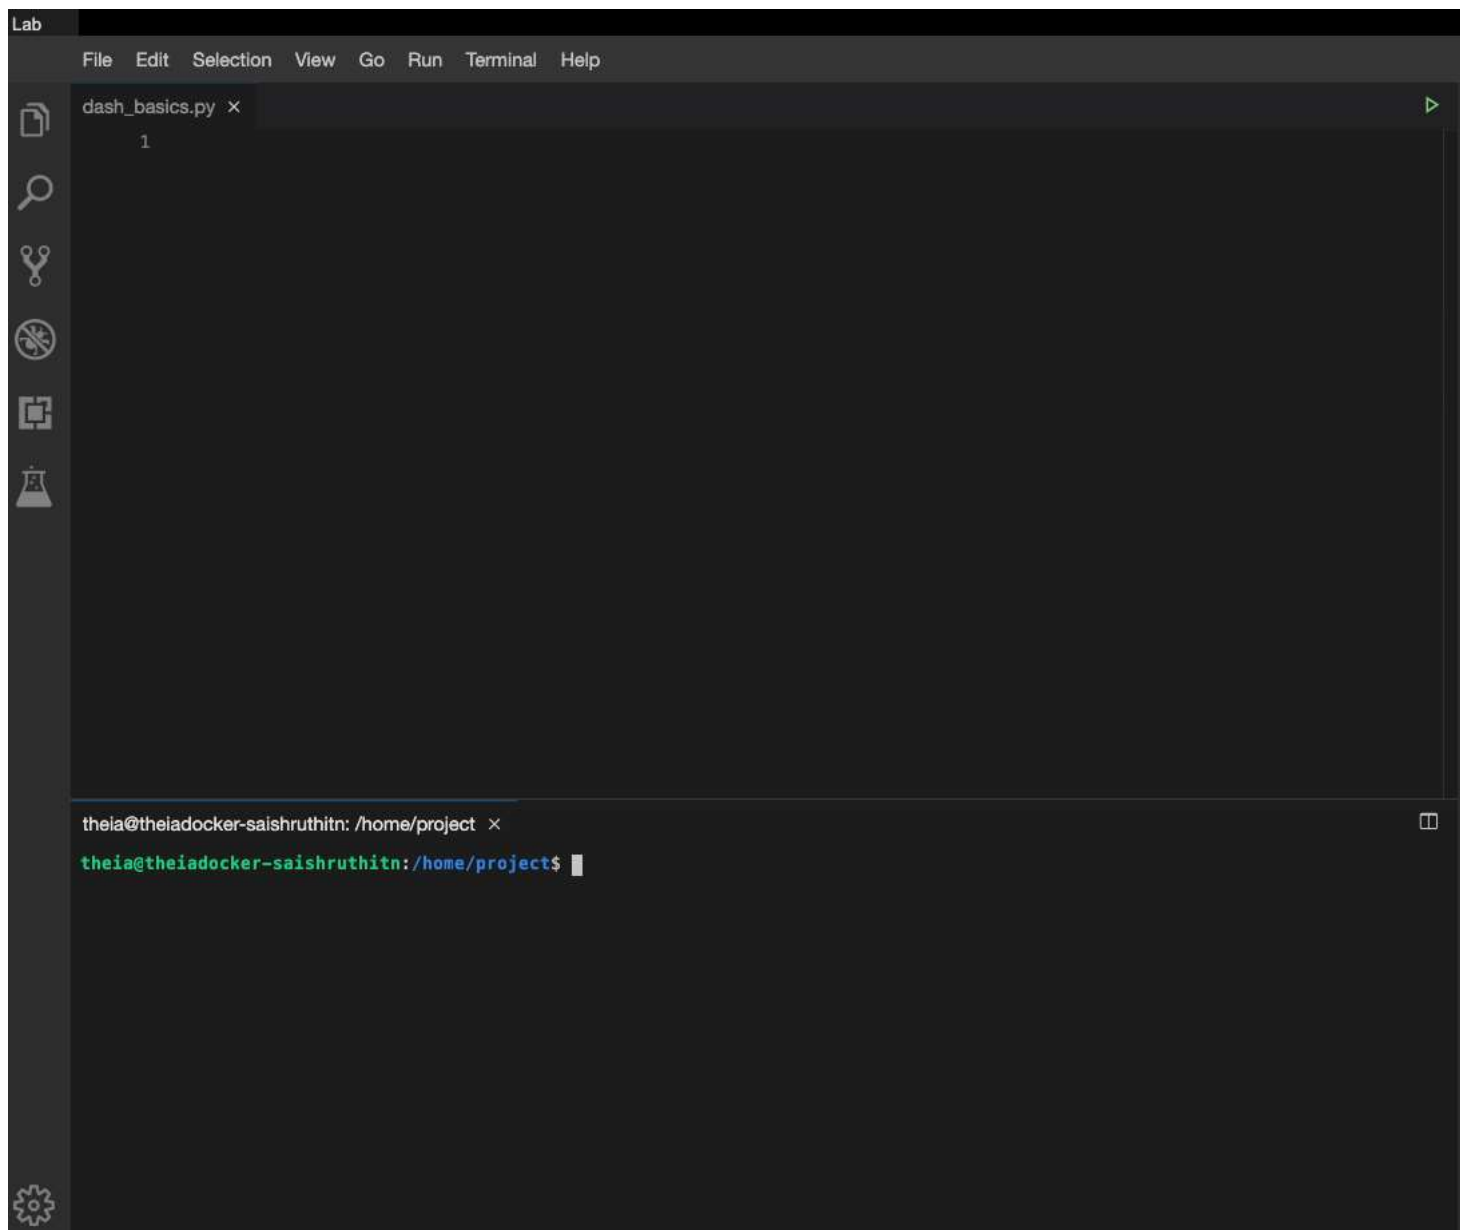 Lab
File Edit Selection View Go Run Terminal Help
dash_basics.py ×
1
theia@theiadocker-saishruthitn: /home/project ×
theia@theiadocker-saishruthitn:/home/project$